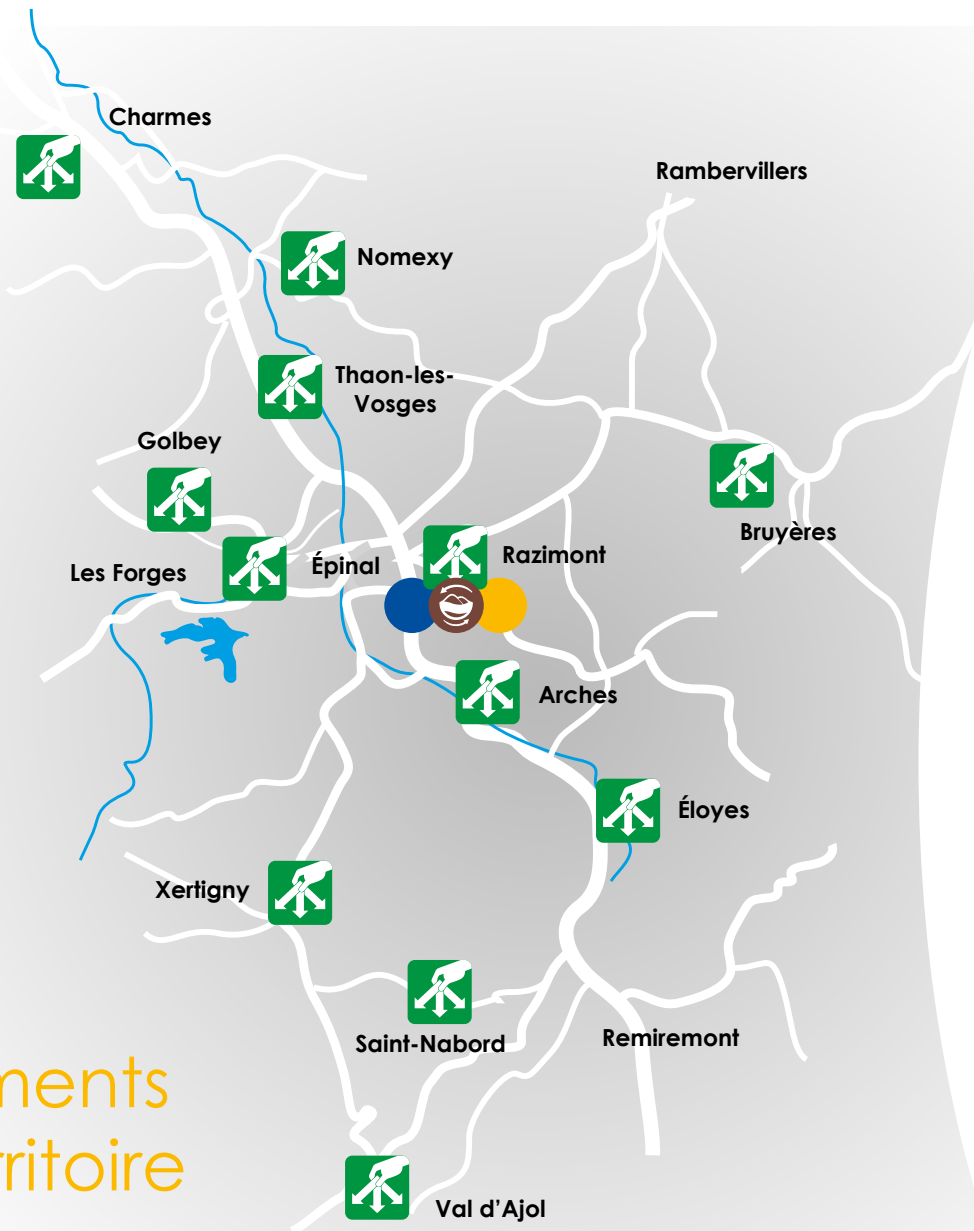 Charmes
Rambervillers
Nomexy
Thaon-les-
Vosges
Golbey
Bruyères
Razimont
Épinal
Les Forges
Arches
Éloyes
Xertigny
Saint-Nabord
Remiremont
ments
rritoire
Val d'Ajol